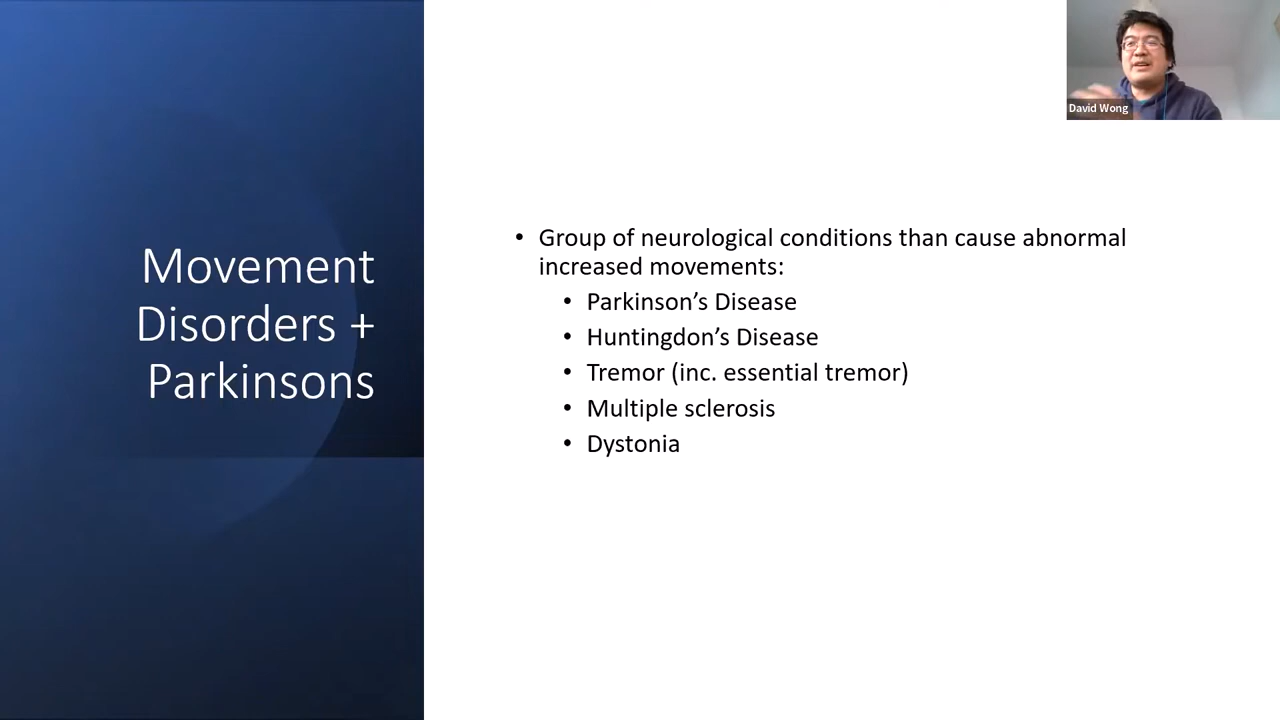 Movement
Disorders +
Parkinsons
David Wong
• Group of neurological conditions than cause abnormal
increased movements:
• Parkinson’s Disease
• Huntingdon’s Disease
• Tremor (inc. essential tremor)
• Multiple sclerosis
• Dystonia